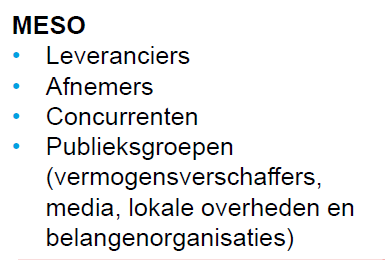 MESO
• Leveranciers
• Afnemers
• Concurrenten
• Publieksgroepen
(vermogensverschaffers,
media, lokale overheden en
belangenorganisaties)